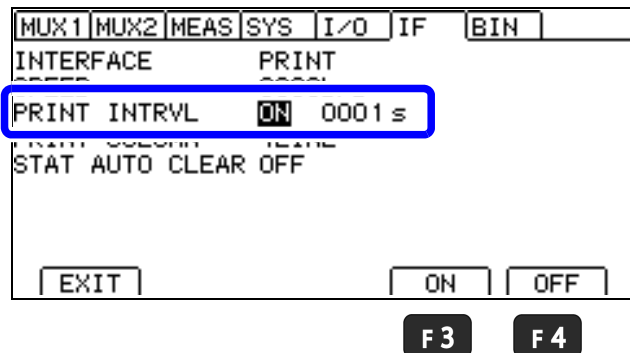 MUX1 MUX2 MEAS SYS I/O IF BIN
INTERFACE PRINT
PRINT INTRVL ON 0001s
STAT AUTO CLEAR OFF
EXIT ON OFF
F3 F4